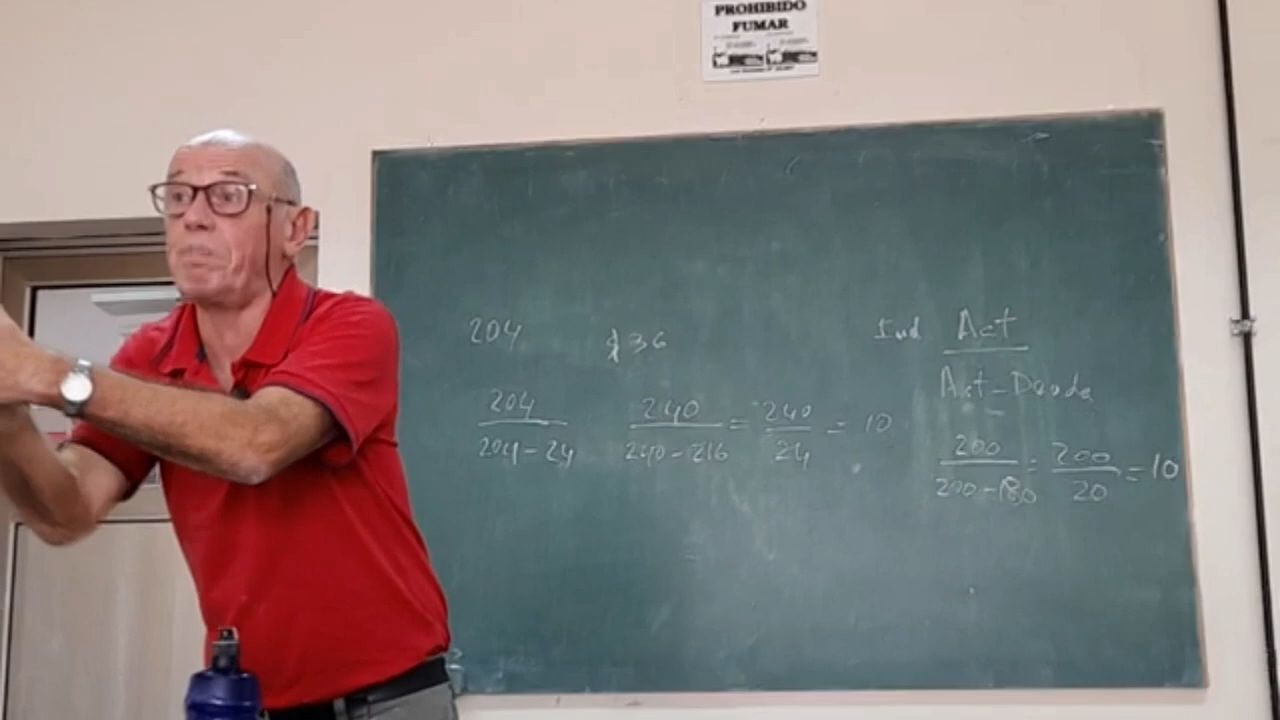 PROHIBIDO
FUMAR
204 $36 Ind Act
Act - Deuda
204
204 - 24
240 = 240 = 10
240 - 216 24
200 = 200 = 10
200 - 180 20